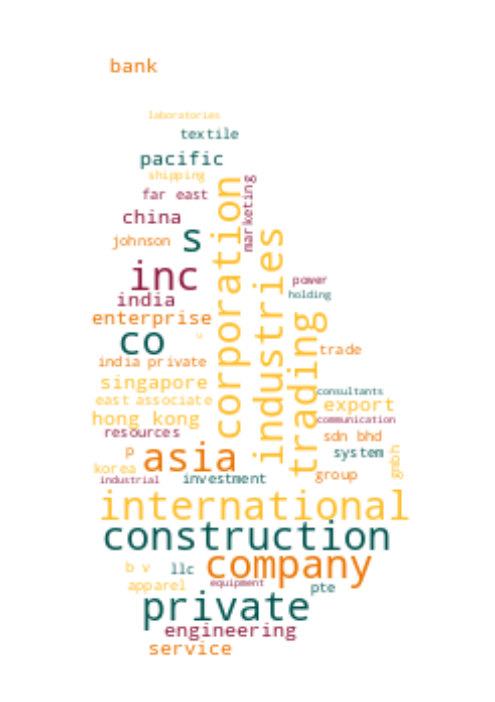 bank
laboratories
textile
pacific
shipping
far east
marketing
china
corporation
johnson
s
industries
inc
power
india
holding
enterprise
trading
co
trade
india private
singapore
consultants
east associate
export
hong kong
communication
resources
sdn bhd
p
system
asia
gmbh
korea
group
industrial
investment
international
construction
company
b v
llc
equipment
apparel
pte
private
engineering
service